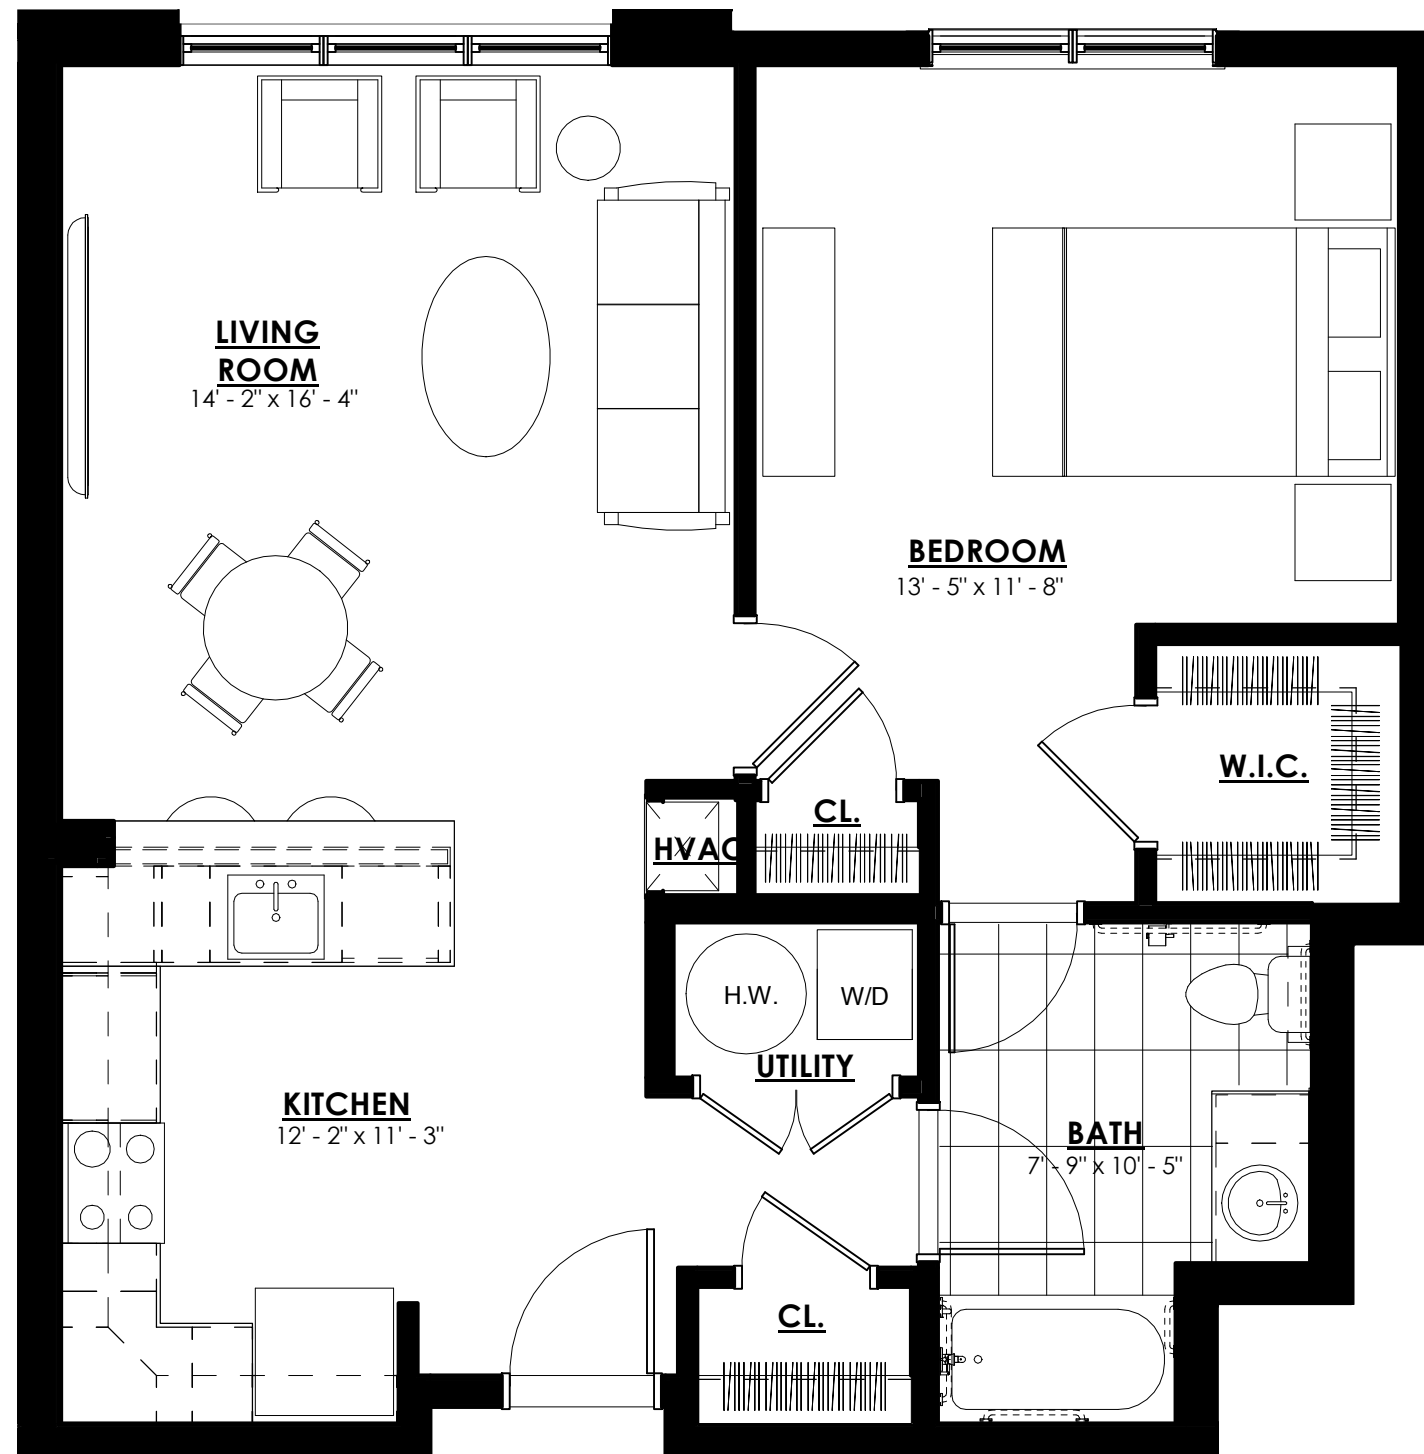 LIVING
ROOM
14' - 2" x 16' - 4"
BEDROOM
13' - 5" x 11' - 8"
W.I.C.
CL.
HVAC
H.W.
W/D
UTILITY
KITCHEN
12' - 2" x 11' - 3"
BATH
7' - 9" x 10' - 5"
CL.